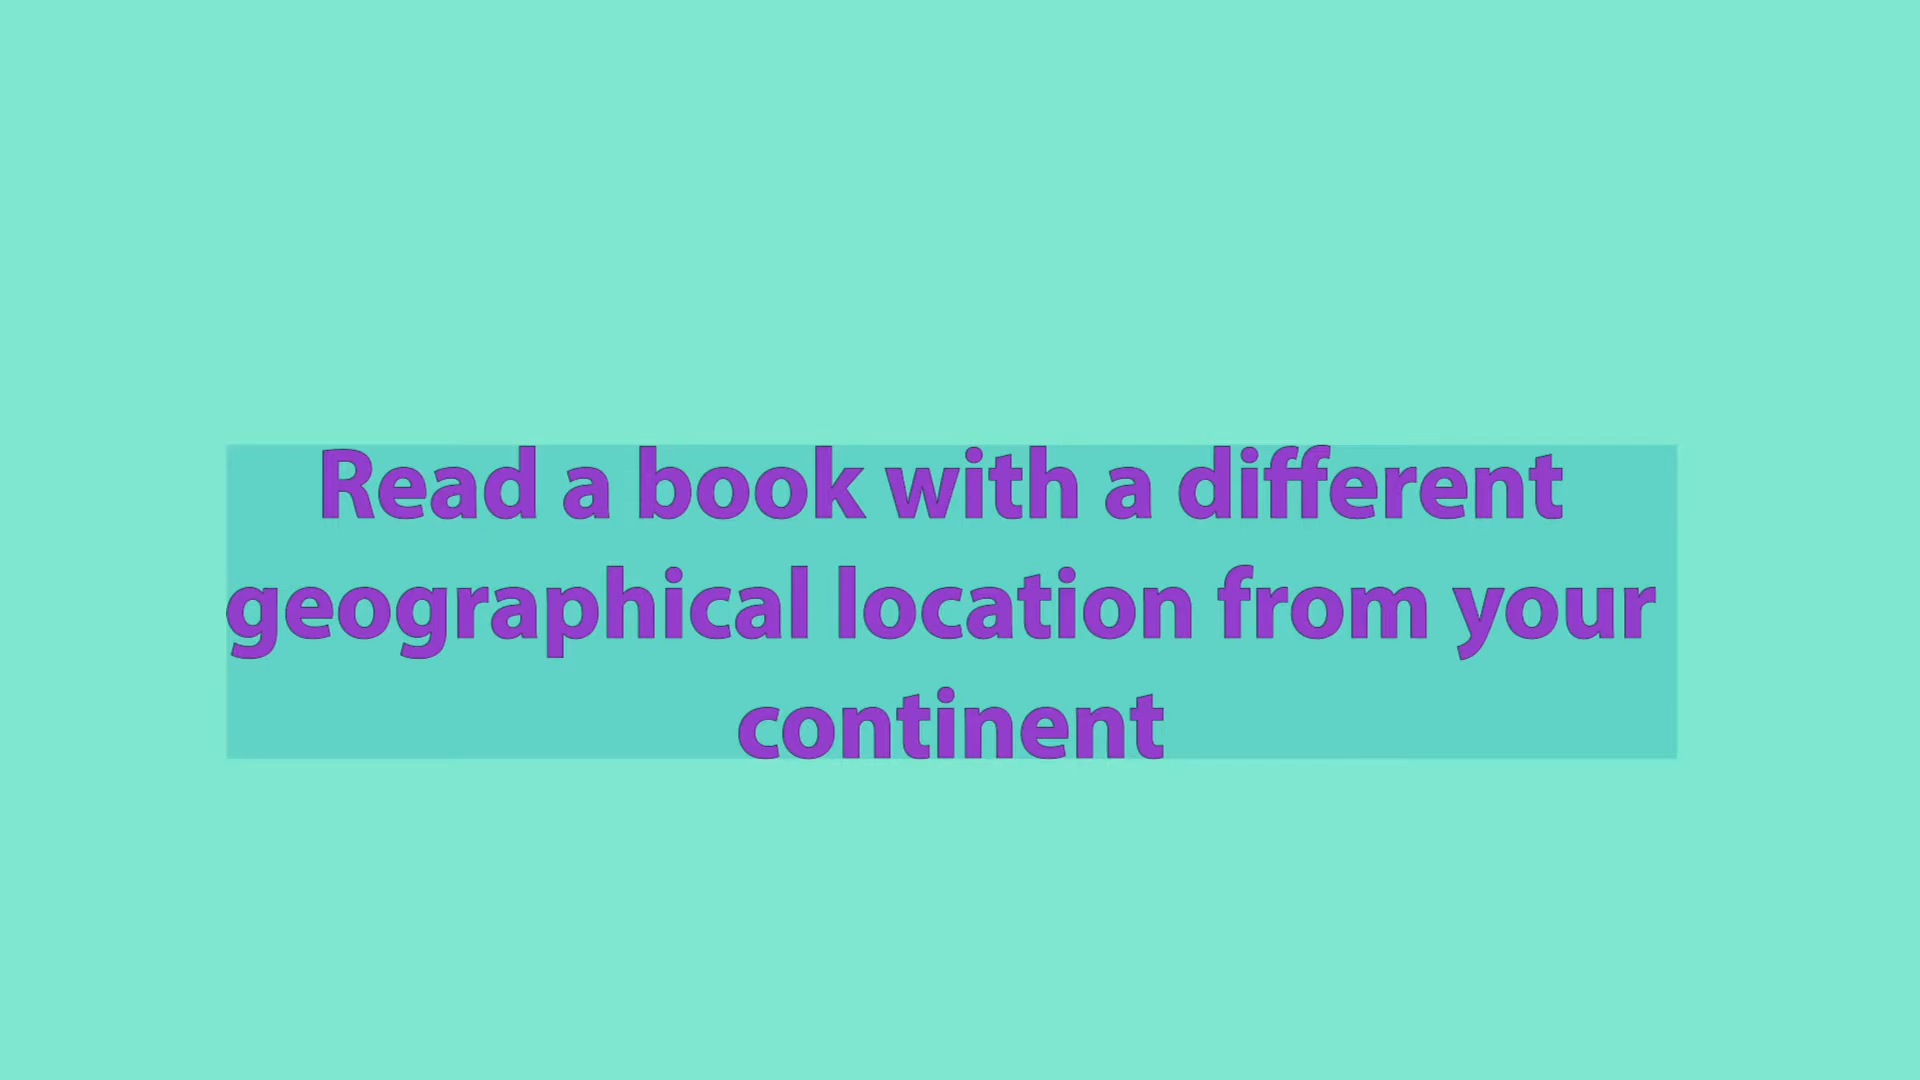 Read a book with a different
geographical location from your
continent